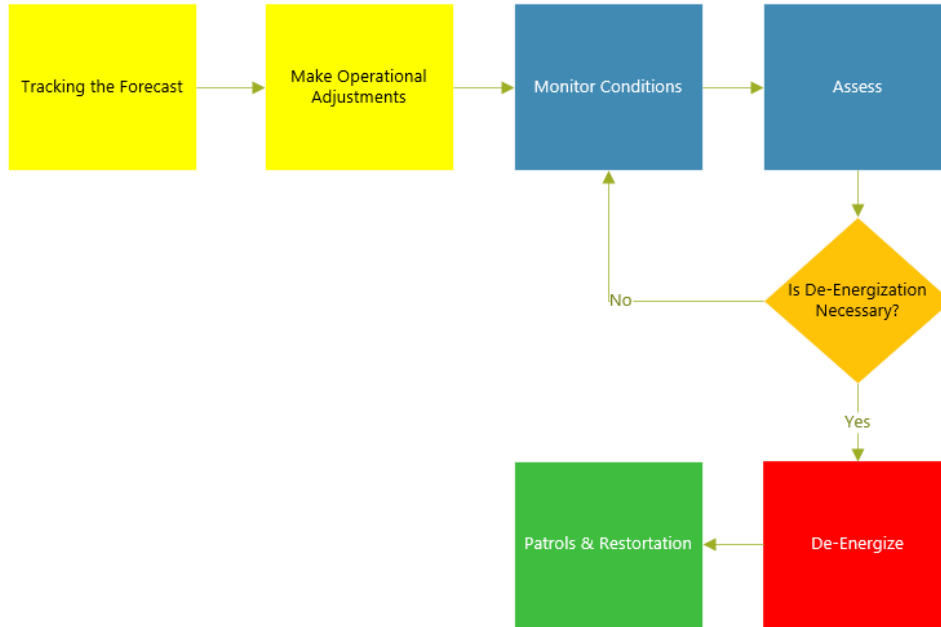 Tracking the Forecast
Make Operational
Adjustments
Monitor Conditions
Assess
Is De-Energization
Necessary?
No
Yes
Patrols & Restortation
De-Energize